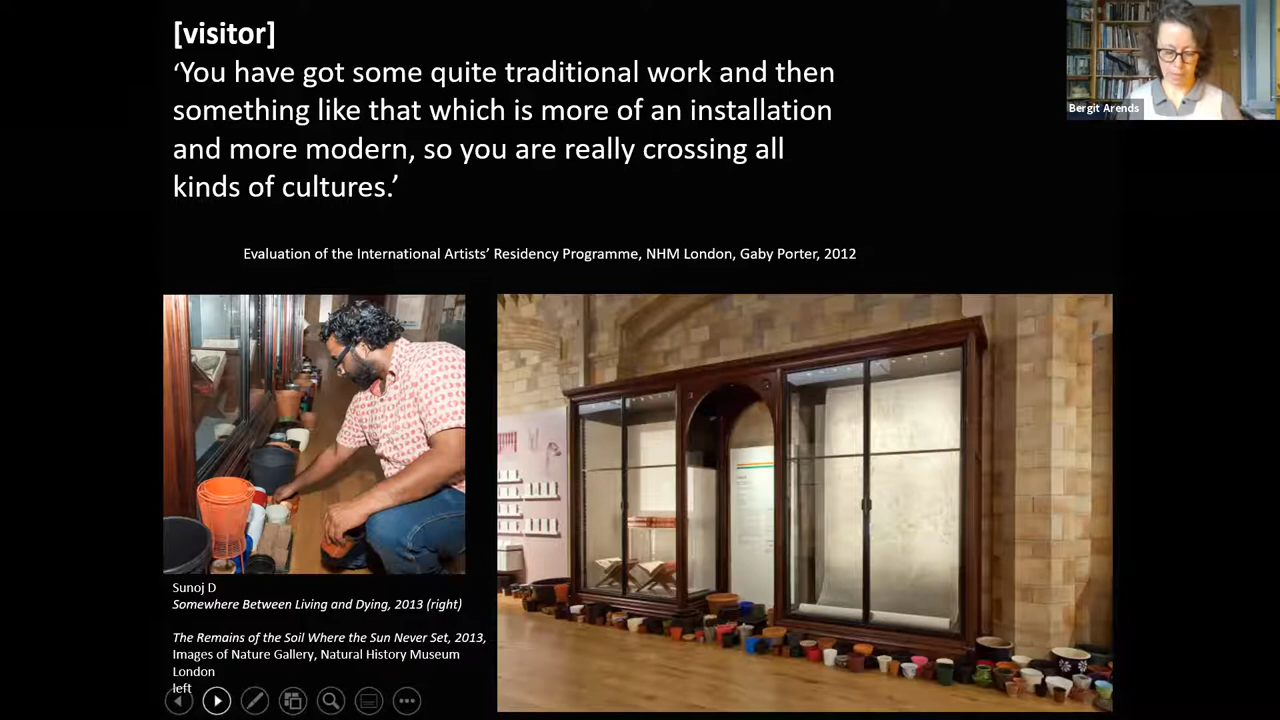 [visitor]
‘You have got some quite traditional work and then
something like that which is more of an installation
and more modern, so you are really crossing all
kinds of cultures.’
Bergit Arends
Evaluation of the International Artists’ Residency Programme, NHM London, Gaby Porter, 2012
Sunoj D
Somewhere Between Living and Dying, 2013 (right)
The Remains of the Soil Where the Sun Never Set, 2013,
Images of Nature Gallery, Natural History Museum
London
left